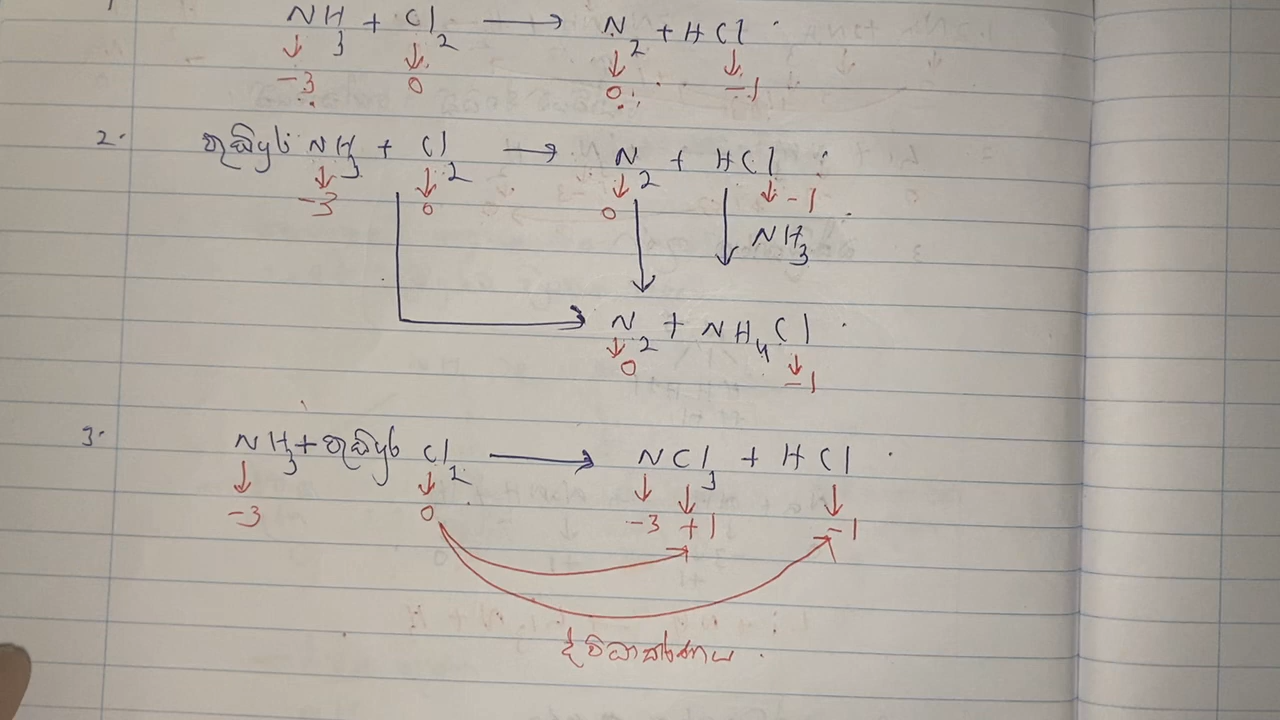 NH3 + Cl2 → N2 + HCl
-3 0 0 -1
2. වැඩිපුර NH3 + Cl2 → N2 + HCl
-3 0 0 -1
NH3
N2 + NH4Cl
0 -1
3. NH3 + වැඩිපුර Cl2 → NCl3 + HCl
-3 0 -3 +1 -1
ද්විධාකරණය